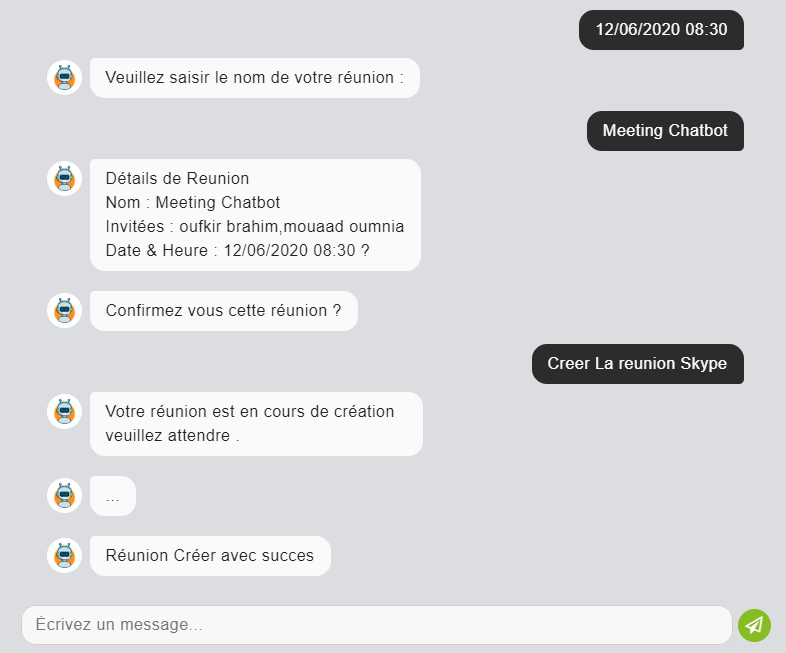 12/06/2020 08:30
Veuillez saisir le nom de votre réunion :
Meeting Chatbot
Détails de Reunion
Nom : Meeting Chatbot
Invitées : oufkir brahim,mouaad oumnia
Date & Heure : 12/06/2020 08:30 ?
Confirmez vous cette réunion ?
Creer La reunion Skype
Votre réunion est en cours de création
veuillez attendre .
...
Réunion Créer avec succes
Écrivez un message...